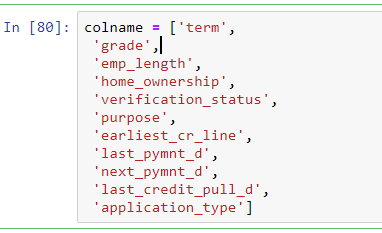 In [80]: colname = ['term',
'grade',
'emp_length',
'home_ownership',
'verification_status',
'purpose',
'earliest_cr_line',
'last_pymnt_d',
'next_pymnt_d',
'last_credit_pull_d',
'application_type']